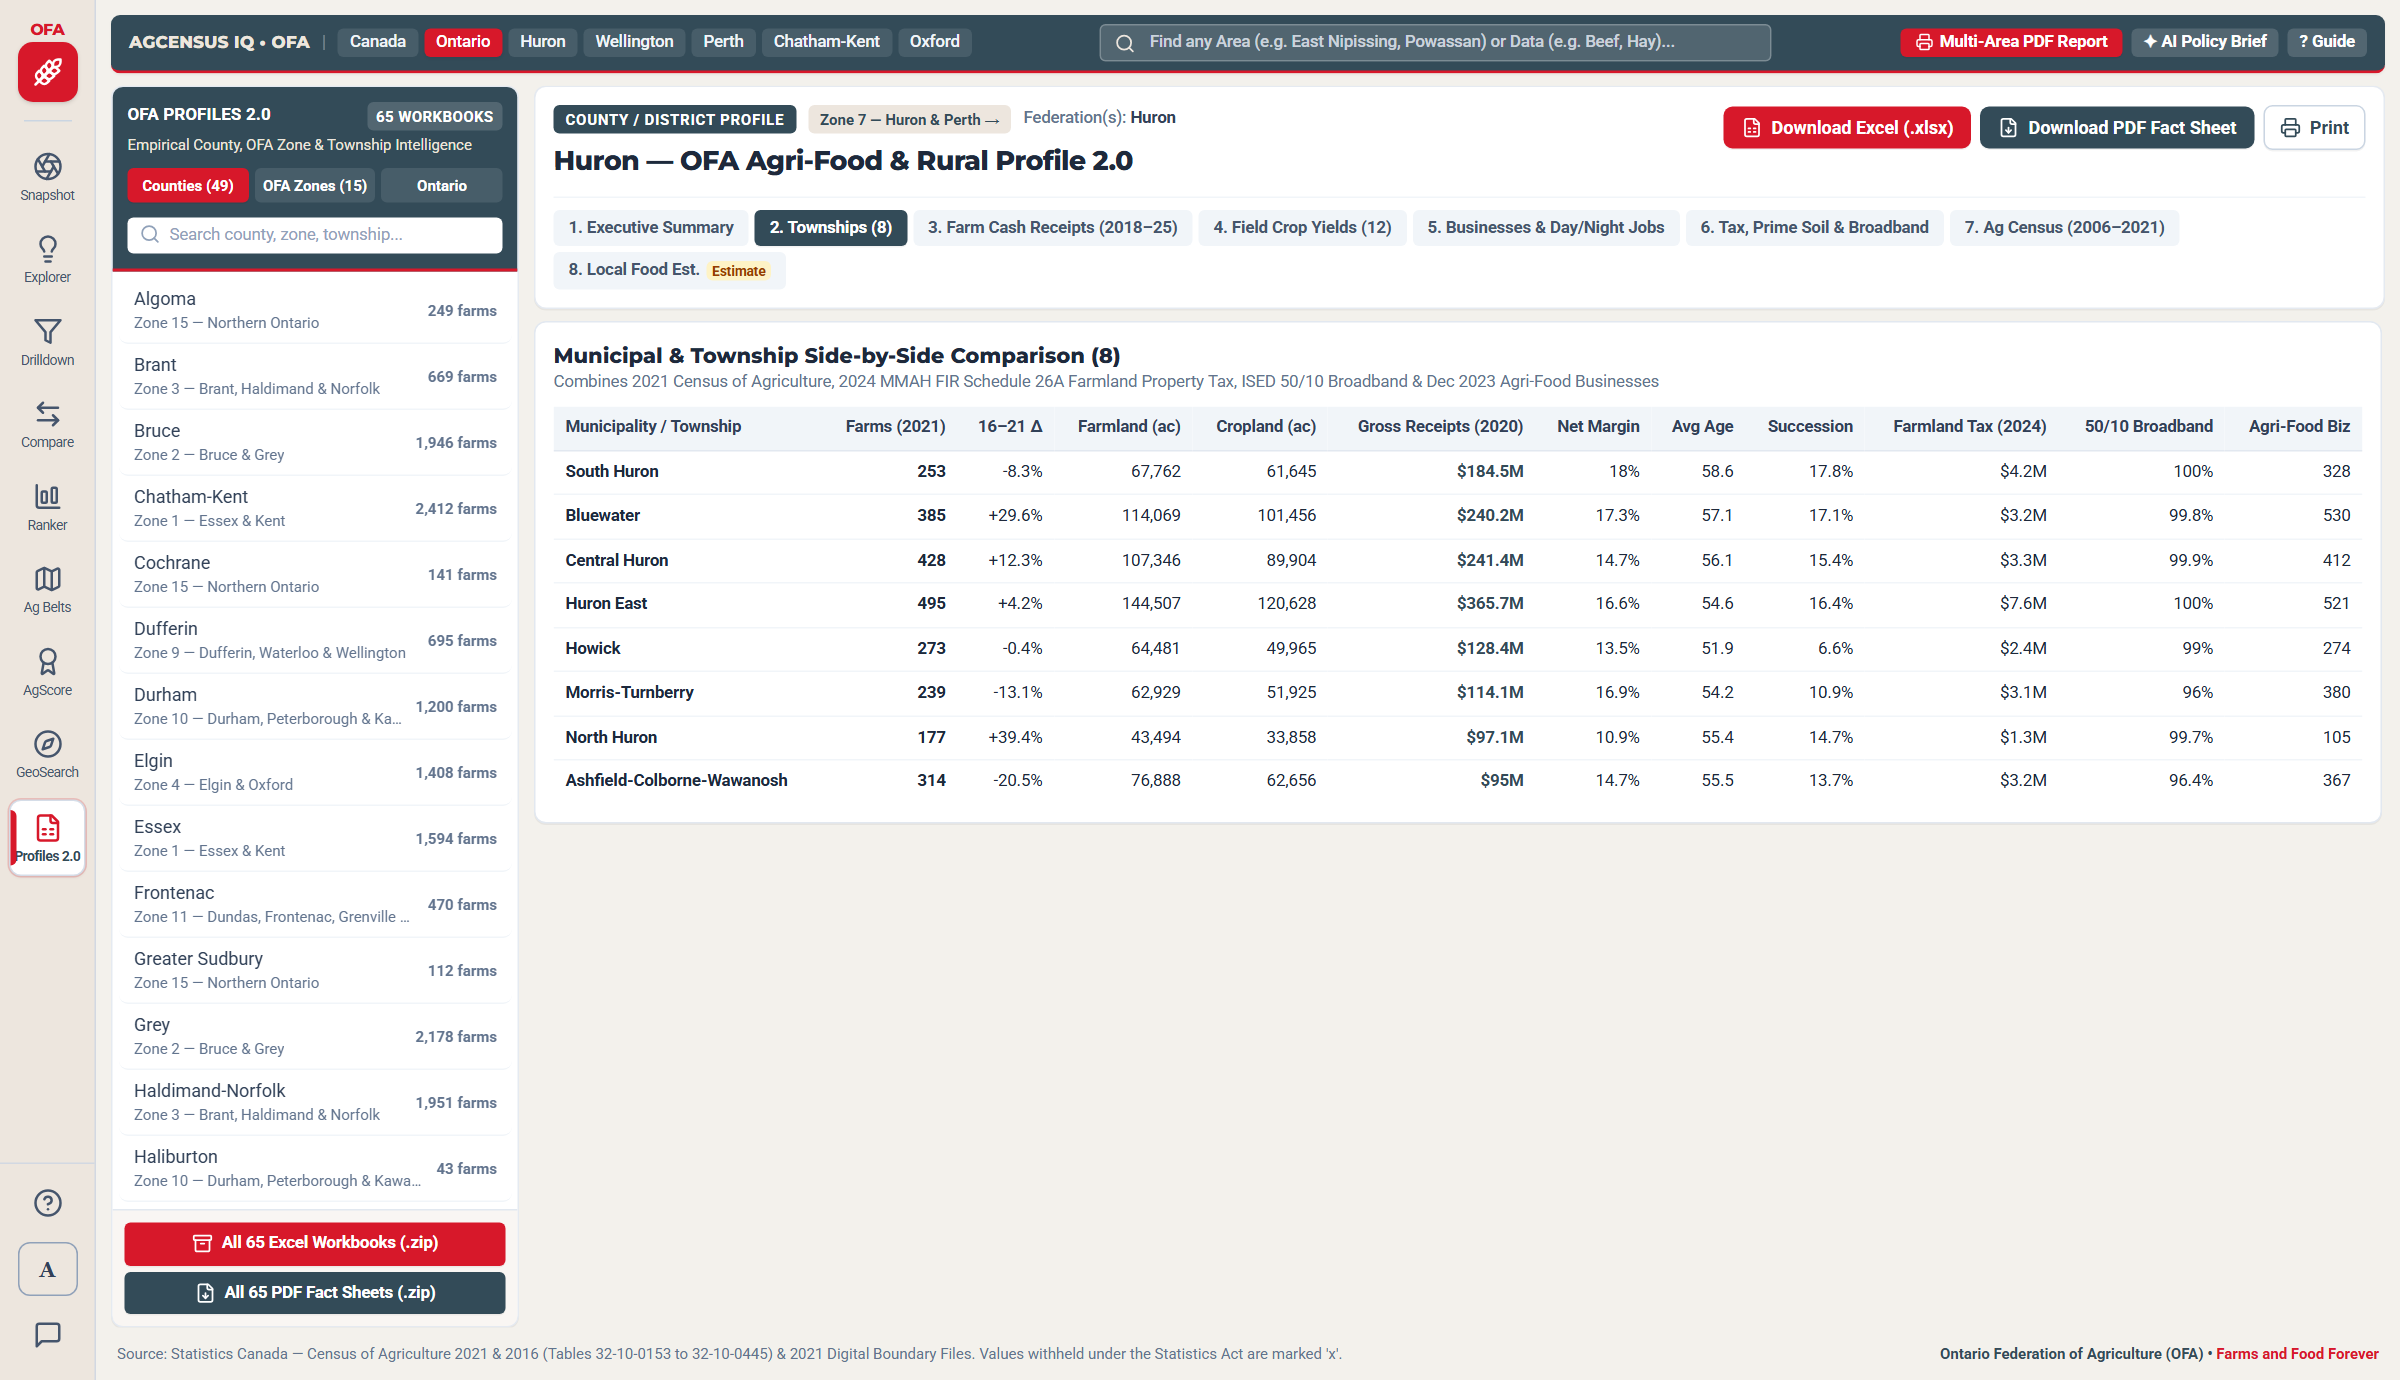 OFA
Snapshot
Explorer
Drilldown
Compare
Ranker
Ag Belts
AgScore
GeoSearch
Profiles 2.0
A
AGCENSUS IQ • OFA | Canada Ontario Huron Wellington Perth Chatham-Kent Oxford
Find any Area (e.g. East Nipissing, Powassan) or Data (e.g. Beef, Hay)...
Multi-Area PDF Report ✦ AI Policy Brief ? Guide
OFA PROFILES 2.0 65 WORKBOOKS
Empirical County, OFA Zone & Township Intelligence
Counties (49) OFA Zones (15) Ontario
Search county, zone, township...
Algoma
Zone 15 — Northern Ontario
249 farms
Brant
Zone 3 — Brant, Haldimand & Norfolk
669 farms
Bruce
Zone 2 — Bruce & Grey
1,946 farms
Chatham-Kent
Zone 1 — Essex & Kent
2,412 farms
Cochrane
Zone 15 — Northern Ontario
141 farms
Dufferin
Zone 9 — Dufferin, Waterloo & Wellington
695 farms
Durham
Zone 10 — Durham, Peterborough & Ka...
1,200 farms
Elgin
Zone 4 — Elgin & Oxford
1,408 farms
Essex
Zone 1 — Essex & Kent
1,594 farms
Frontenac
Zone 11 — Dundas, Frontenac, Grenville ...
470 farms
Greater Sudbury
Zone 15 — Northern Ontario
112 farms
Grey
Zone 2 — Bruce & Grey
2,178 farms
Haldimand-Norfolk
Zone 3 — Brant, Haldimand & Norfolk
1,951 farms
Haliburton
Zone 10 — Durham, Peterborough & Kawa...
43 farms
All 65 Excel Workbooks (.zip)
All 65 PDF Fact Sheets (.zip)
COUNTY / DISTRICT PROFILE Zone 7 — Huron & Perth → Federation(s): Huron
Download Excel (.xlsx) Download PDF Fact Sheet Print
Huron — OFA Agri-Food & Rural Profile 2.0
1. Executive Summary 2. Townships (8) 3. Farm Cash Receipts (2018–25) 4. Field Crop Yields (12) 5. Businesses & Day/Night Jobs 6. Tax, Prime Soil & Broadband 7. Ag Census (2006–2021)
8. Local Food Est. Estimate
Municipal & Township Side-by-Side Comparison (8)
Combines 2021 Census of Agriculture, 2024 MMAH FIR Schedule 26A Farmland Property Tax, ISED 50/10 Broadband & Dec 2023 Agri-Food Businesses
Municipality / Township Farms (2021) 16–21 Δ Farmland (ac) Cropland (ac) Gross Receipts (2020) Net Margin Avg Age Succession Farmland Tax (2024) 50/10 Broadband Agri-Food Biz
South Huron 253 -8.3% 67,762 61,645 $184.5M 18% 58.6 17.8% $4.2M 100% 328
Bluewater 385 +29.6% 114,069 101,456 $240.2M 17.3% 57.1 17.1% $3.2M 99.8% 530
Central Huron 428 +12.3% 107,346 89,904 $241.4M 14.7% 56.1 15.4% $3.3M 99.9% 412
Huron East 495 +4.2% 144,507 120,628 $365.7M 16.6% 54.6 16.4% $7.6M 100% 521
Howick 273 -0.4% 64,481 49,965 $128.4M 13.5% 51.9 6.6% $2.4M 99% 274
Morris-Turnberry 239 -13.1% 62,929 51,925 $114.1M 16.9% 54.2 10.9% $3.1M 96% 380
North Huron 177 +39.4% 43,494 33,858 $97.1M 10.9% 55.4 14.7% $1.3M 99.7% 105
Ashfield-Colborne-Wawanosh 314 -20.5% 76,888 62,656 $95M 14.7% 55.5 13.7% $3.2M 96.4% 367
Source: Statistics Canada — Census of Agriculture 2021 & 2016 (Tables 32-10-0153 to 32-10-0445) & 2021 Digital Boundary Files. Values withheld under the Statistics Act are marked 'x'.
Ontario Federation of Agriculture (OFA) • Farms and Food Forever